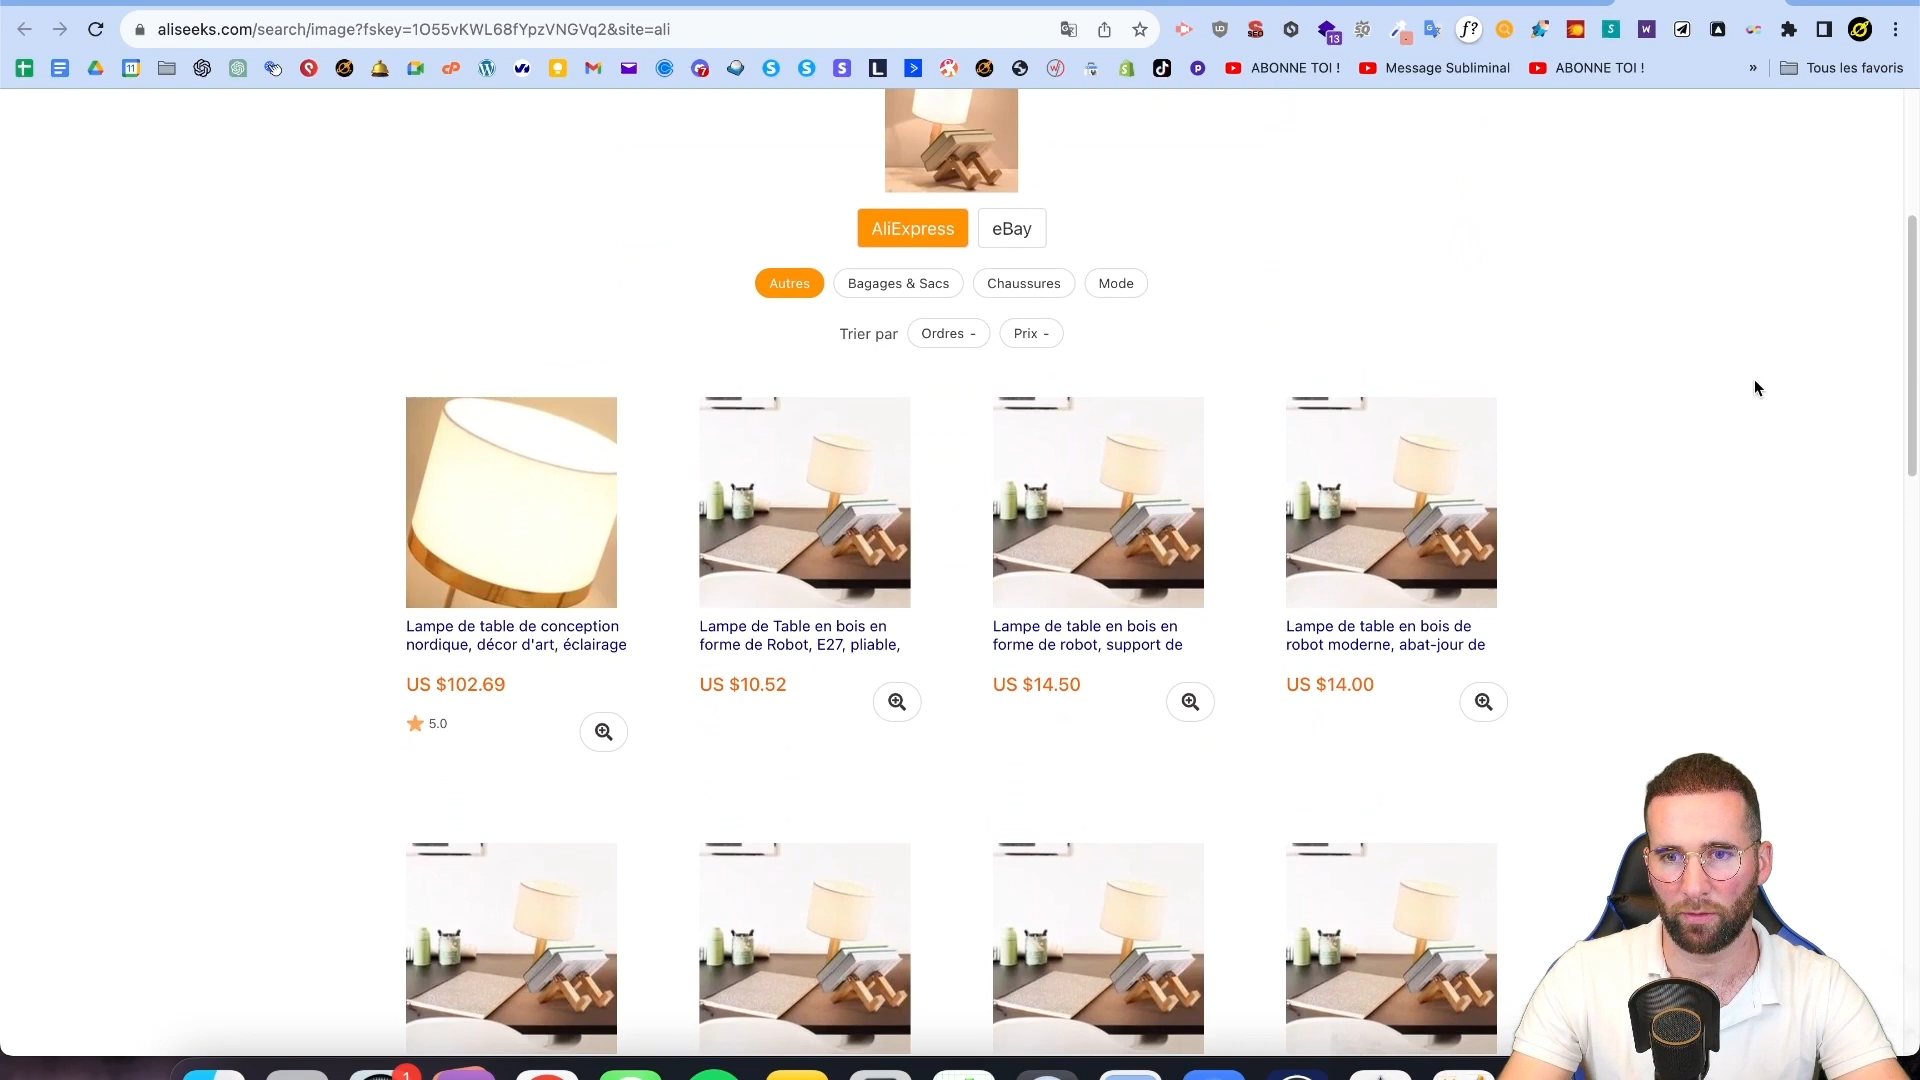 aliseeks.com/search/image?fskey=1O55vKWL68fYpzVNGVq2&site=ali
13
11
ABONNE TOI !
Message Subliminal
ABONNE TOI !
»
Tous les favoris
AliExpress
eBay
Autres
Bagages & Sacs
Chaussures
Mode
Trier par
Ordres -
Prix -
Lampe de table de conception
nordique, décor d'art, éclairage
US $102.69
5.0
Lampe de Table en bois en
forme de Robot, E27, pliable,
US $10.52
Lampe de table en bois en
forme de robot, support de
US $14.50
Lampe de table en bois de
robot moderne, abat-jour de
US $14.00
1